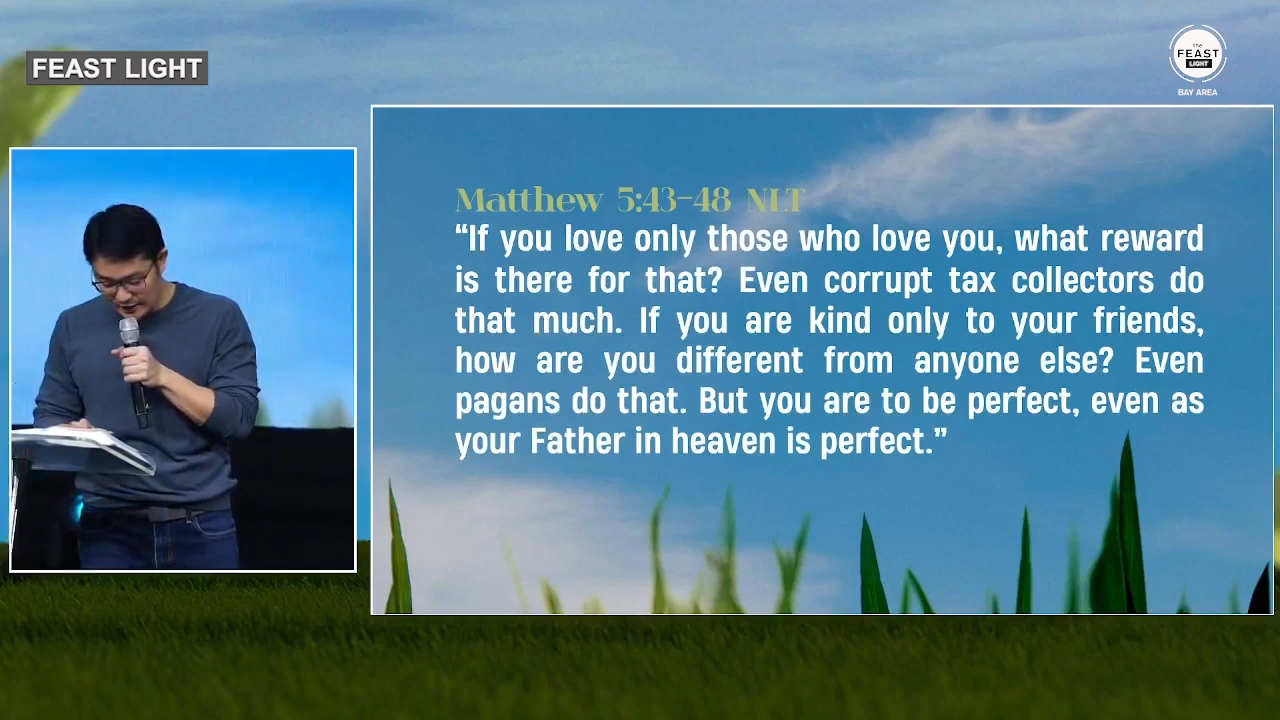 FEAST LIGHT
the
FEAST
LIGHT
BAY AREA
Matthew 5:43-48 NLT
“If you love only those who love you, what reward
is there for that? Even corrupt tax collectors do
that much. If you are kind only to your friends,
how are you different from anyone else? Even
pagans do that. But you are to be perfect, even as
your Father in heaven is perfect.”